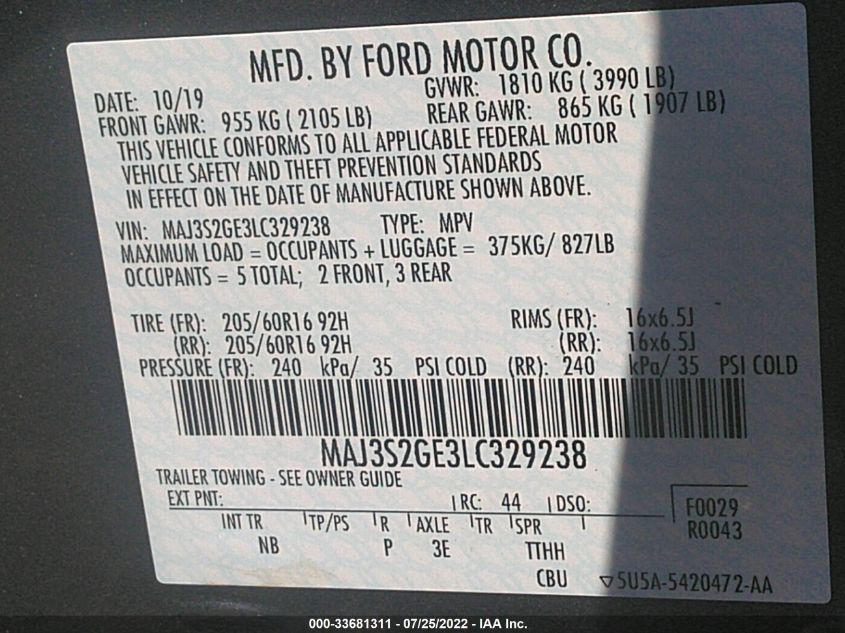 MFD. BY FORD MOTOR CO.
DATE: 10/19 GVWR: 1810 KG ( 3990 LB)
FRONT GAWR: 955 KG ( 2105 LB) REAR GAWR: 865 KG ( 1907 LB)
THIS VEHICLE CONFORMS TO ALL APPLICABLE FEDERAL MOTOR
VEHICLE SAFETY AND THEFT PREVENTION STANDARDS
IN EFFECT ON THE DATE OF MANUFACTURE SHOWN ABOVE.
VIN: MAJ3S2GE3LC329238 TYPE: MPV
MAXIMUM LOAD = OCCUPANTS + LUGGAGE = 375KG/ 827LB
OCCUPANTS = 5 TOTAL; 2 FRONT, 3 REAR
TIRE (FR): 205/60R16 92H RIMS (FR): 16x6.5J
(RR): 205/60R16 92H (RR): 16x6.5J
PRESSURE (FR): 240 kPa/ 35 PSI COLD (RR): 240 kPa/ 35 PSI COLD
MAJ3S2GE3LC329238
TRAILER TOWING - SEE OWNER GUIDE
EXT PNT: RC: 44 DSO: F0029
INT TR TP/PS R AXLE TR SPR R0043
NB P 3E TTHH
CBU 5U5A-5420472-AA
000-33681311 - 07/25/2022 - IAA Inc.